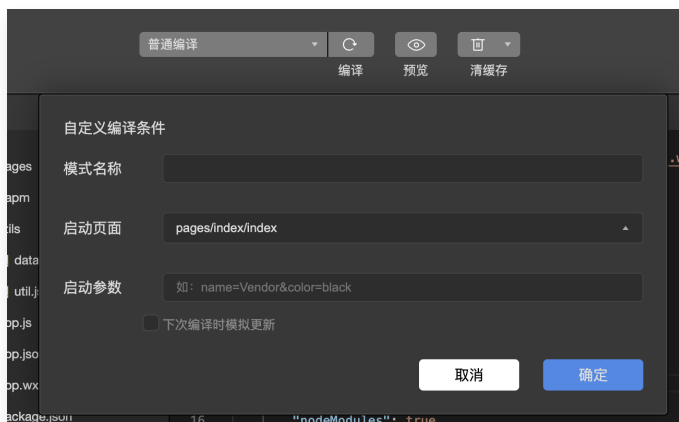 普通编译
编译
预览
清缓存
自定义编译条件
ages
模式名称
apm
启动页面
pages/index/index
ils
data
启动参数
如：name=Vendor&color=black
util.j
pp.js
下次编译时模拟更新
pp.jso
取消
确定
pp.wx
ackage.json
16
"nodeModules": true